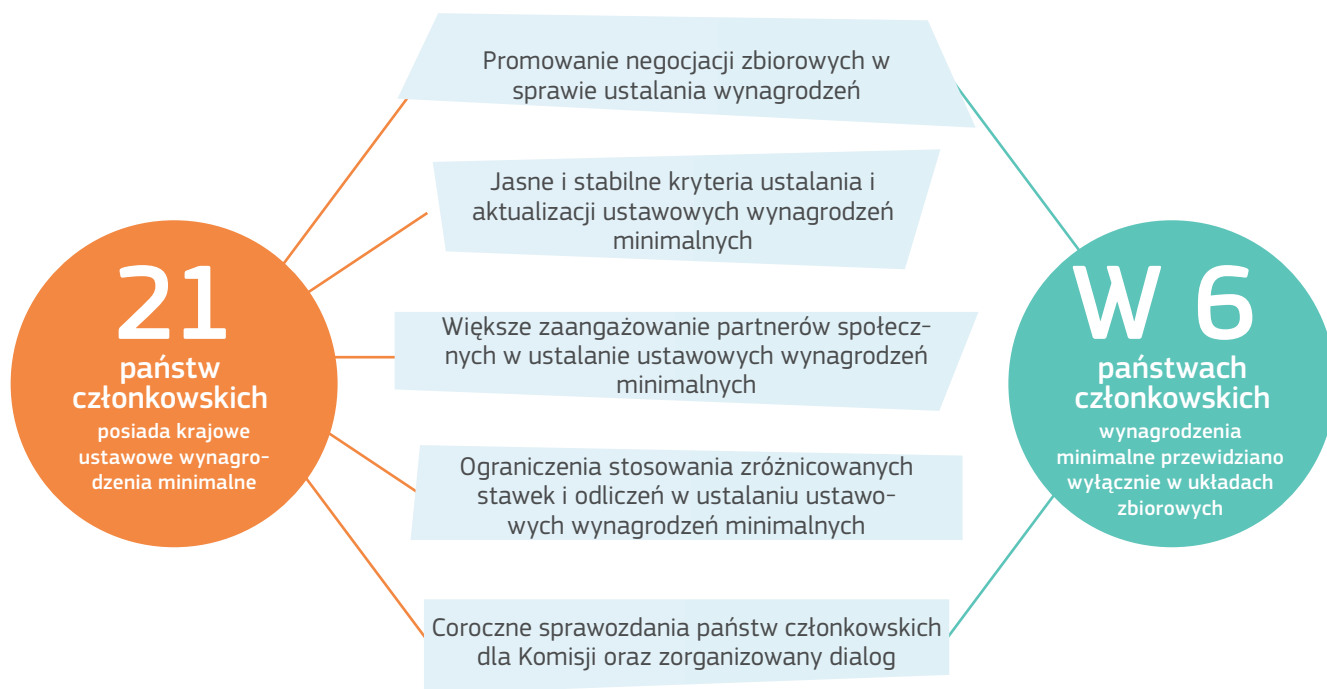 Promowanie negocjacji zbiorowych w
sprawie ustalania wynagrodzeń
Jasne i stabilne kryteria ustalania i
aktualizacji ustawowych wynagrodzeń
minimalnych
Większe zaangażowanie partnerów społecz-
nych w ustalanie ustawowych wynagrodzeń
minimalnych
Ograniczenia stosowania zróżnicowanych
stawek i odliczeń w ustalaniu ustawo-
wych wynagrodzeń minimalnych
Coroczne sprawozdania państw członkowskich
dla Komisji oraz zorganizowany dialog
21
państw
członkowskich
posiada krajowe
ustawowe wynagro-
dzenia minimalne
W 6
państwach
członkowskich
wynagrodzenia
minimalne przewidziano
wyłącznie w układach
zbiorowych